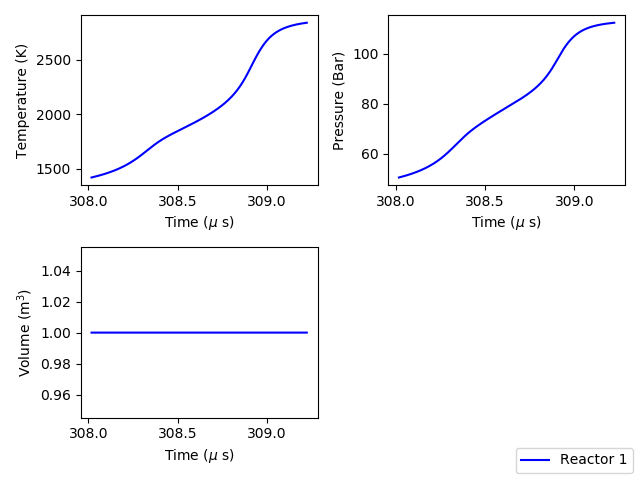 Temperature (K)
2500
2000
1500
308.0 308.5 309.0
Time (μ s)
Pressure (Bar)
100
80
60
308.0 308.5 309.0
Time (μ s)
Volume (m³)
1.04
1.02
1.00
0.98
0.96
308.0 308.5 309.0
Time (μ s)
Reactor 1